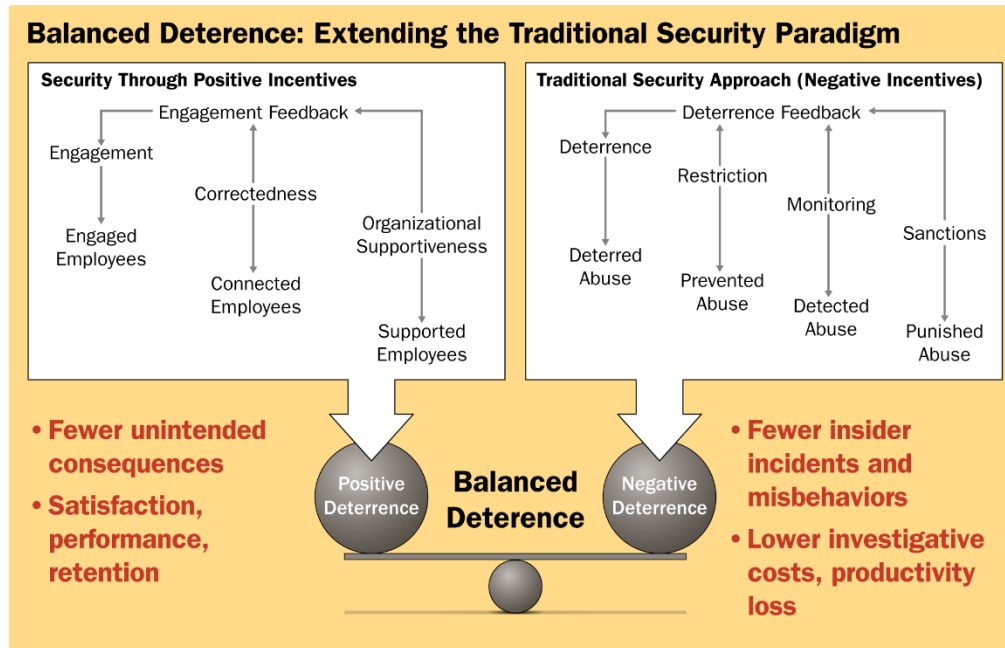 Balanced Deterence: Extending the Traditional Security Paradigm
Security Through Positive Incentives
Engagement Feedback
Engagement
Correctedness
Organizational
Supportiveness
Engaged
Employees
Connected
Employees
Supported
Employees
Traditional Security Approach (Negative Incentives)
Deterrence Feedback
Deterrence
Restriction
Monitoring
Sanctions
Deterred
Abuse
Prevented
Abuse
Detected
Abuse
Punished
Abuse
• Fewer unintended
consequences
• Satisfaction,
performance,
retention
Positive
Deterrence
Balanced
Deterence
Negative
Deterrence
• Fewer insider
incidents and
misbehaviors
• Lower investigative
costs, productivity
loss